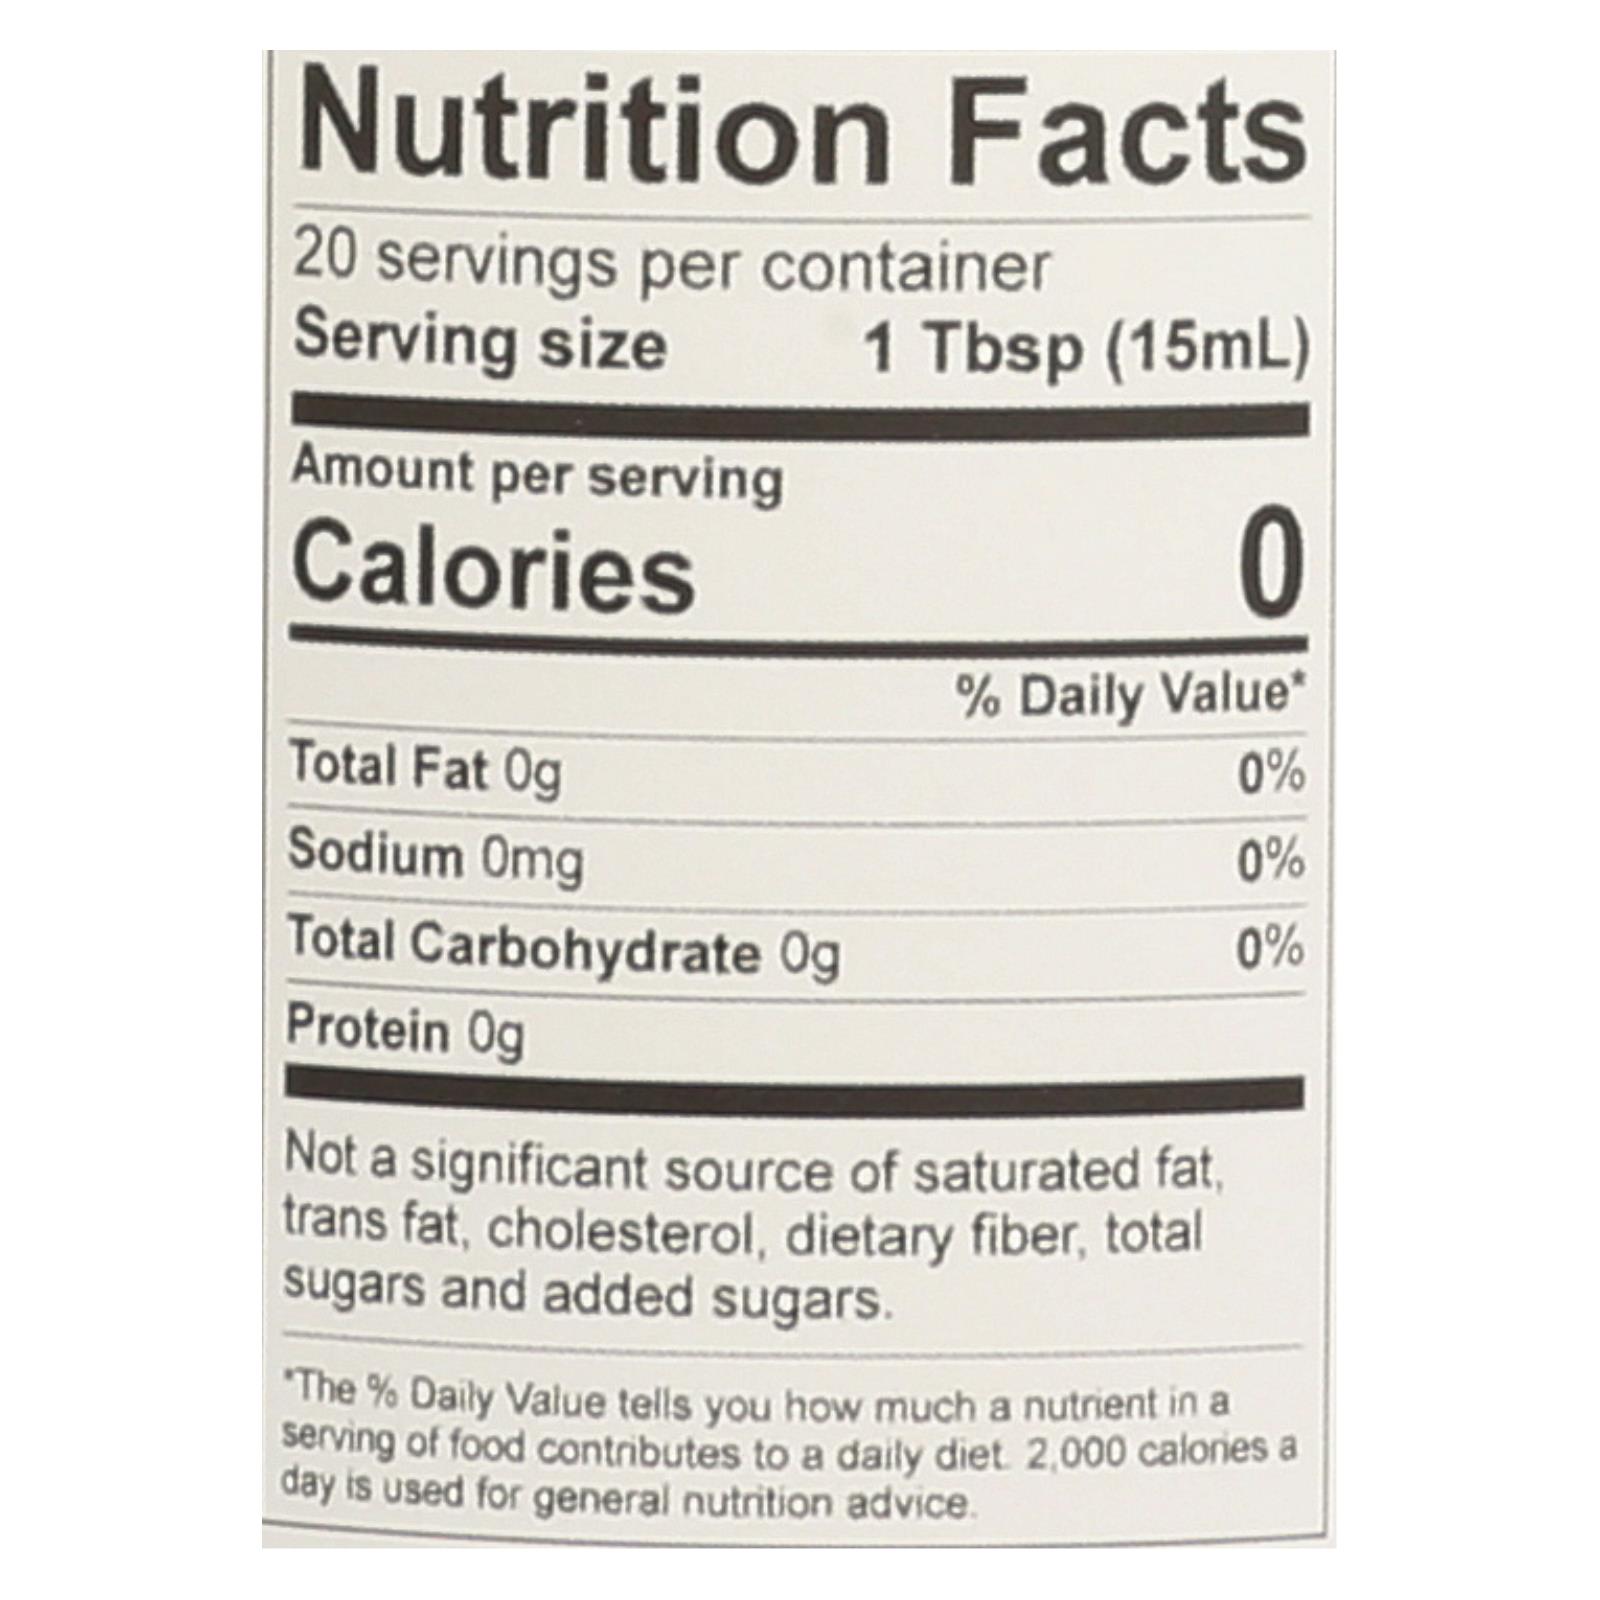 Nutrition Facts
20 servings per container
Serving size 1 Tbsp (15mL)
Amount per serving
Calories 0
% Daily Value*
Total Fat 0g 0%
Sodium 0mg 0%
Total Carbohydrate 0g 0%
Protein 0g
Not a significant source of saturated fat,
trans fat, cholesterol, dietary fiber, total
sugars and added sugars.
*The % Daily Value tells you how much a nutrient in a
serving of food contributes to a daily diet. 2,000 calories a
day is used for general nutrition advice.